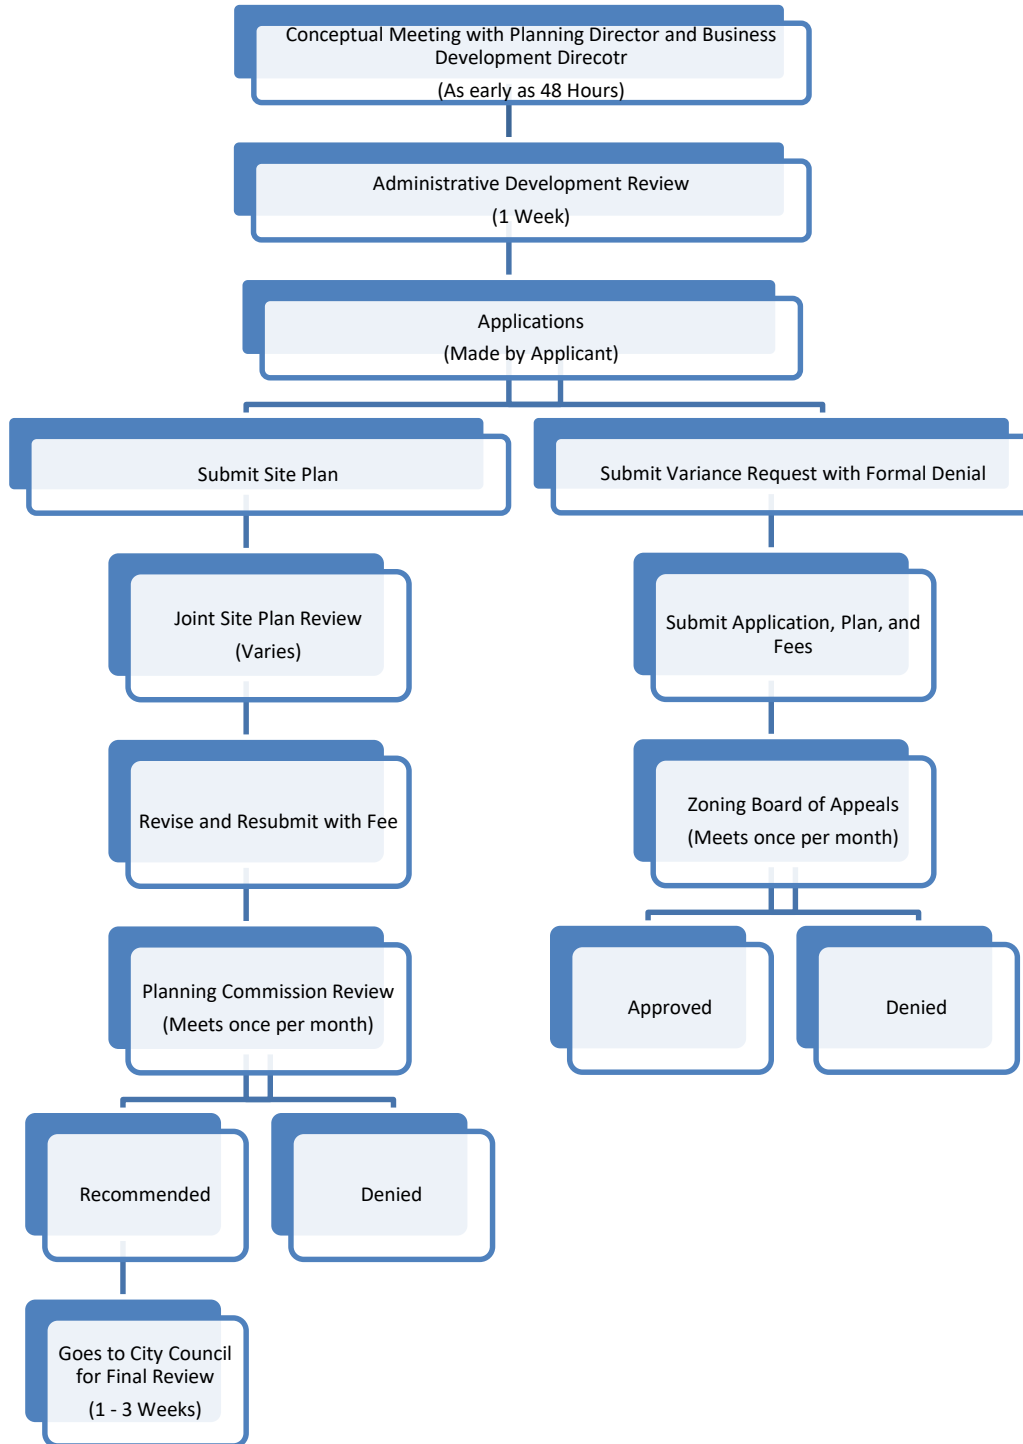 Conceptual Meeting with Planning Director and Business
Development Direcotr
(As early as 48 Hours)
Administrative Development Review
(1 Week)
Applications
(Made by Applicant)
Submit Site Plan
Submit Variance Request with Formal Denial
Joint Site Plan Review
(Varies)
Submit Application, Plan, and
Fees
Revise and Resubmit with Fee
Zoning Board of Appeals
(Meets once per month)
Planning Commission Review
(Meets once per month)
Approved
Denied
Recommended
Denied
Goes to City Council
for Final Review
(1 - 3 Weeks)